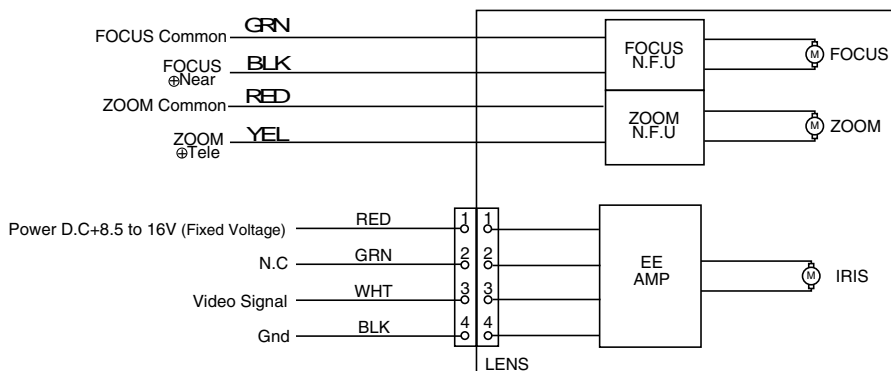 FOCUS Common GRN
FOCUS BLK
⊕Near
FOCUS
N.F.U
M FOCUS
ZOOM Common RED
ZOOM YEL
⊕Tele
ZOOM
N.F.U
M ZOOM
Power D.C+8.5 to 16V (Fixed Voltage) RED 1 1
N.C GRN 2 2
Video Signal WHT 3 3
Gnd BLK 4 4
EE
AMP
M IRIS
LENS